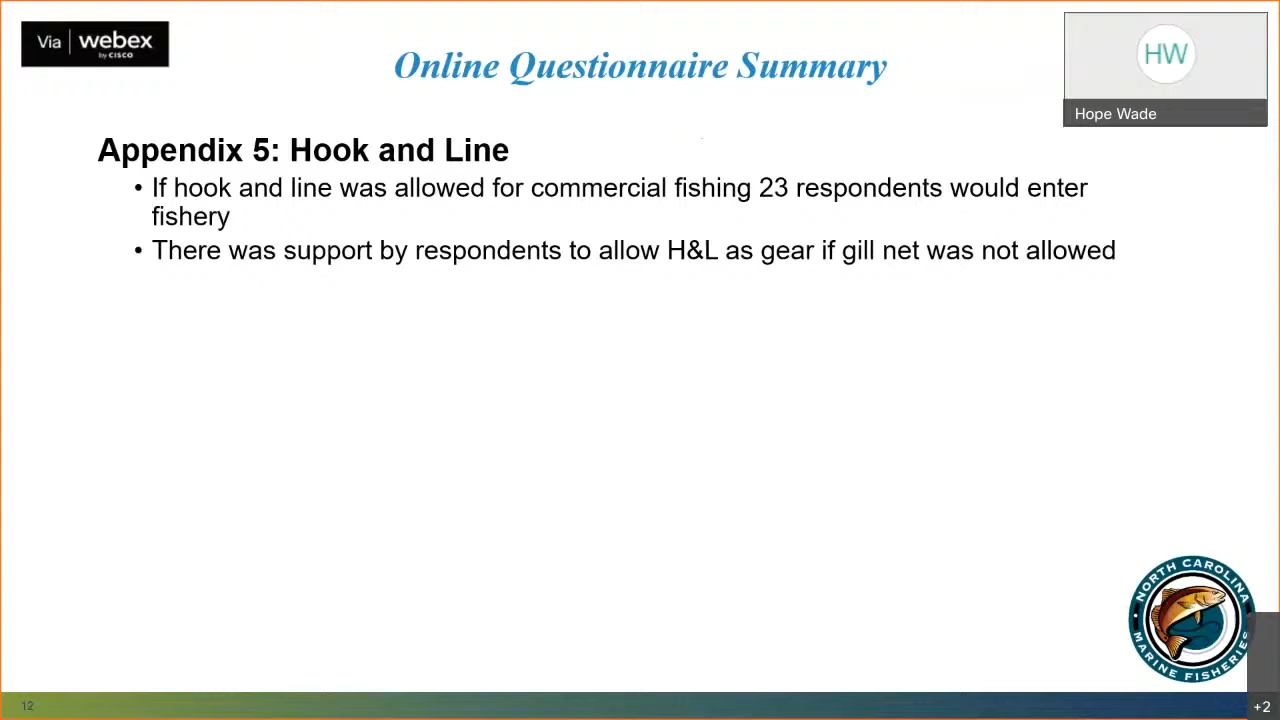 Via webex
by CISCO
Online Questionnaire Summary
HW
Hope Wade
Appendix 5: Hook and Line
• If hook and line was allowed for commercial fishing 23 respondents would enter
fishery
• There was support by respondents to allow H&L as gear if gill net was not allowed
NORTH CAROLINA
MARINE FISHERIES
12
+2